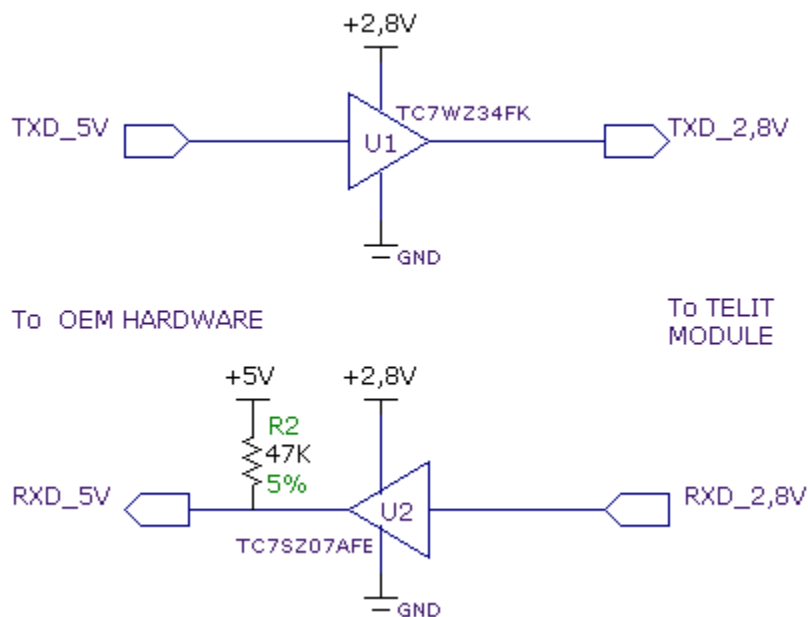 +2,8V
TXD_5V
TC7WZ34FK
TXD_2,8V
U1
GND
To OEM HARDWARE
To TELIT
MODULE
+5V
+2,8V
R2
47K
5%
RXD_5V
U2
RXD_2,8V
TC7SZ07AFE
GND